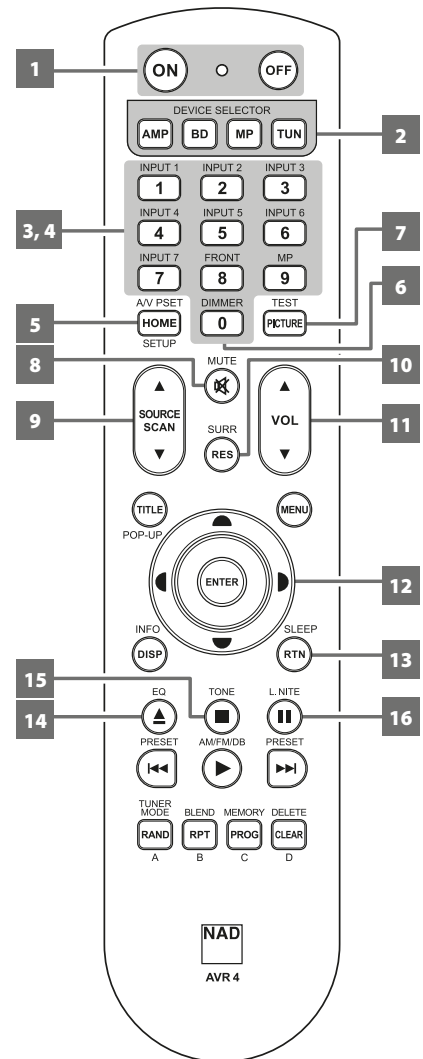 1 ON OFF
DEVICE SELECTOR
AMP BD MP TUN 2
INPUT 1 INPUT 2 INPUT 3
1 2 3
INPUT 4 INPUT 5 INPUT 6
3, 4 4 5 6 7
INPUT 7 FRONT MP
7 8 9 6
A/V PSET DIMMER TEST
5 HOME 0 PICTURE
SETUP
8 MUTE 10
9 SOURCE SCAN VOL 11
SURR
RES
TITLE MENU
POP-UP
ENTER 12
INFO SLEEP
DISP RTN 13
15 EQ TONE L. NITE
14 16
PRESET AM/FM/DB PRESET
TUNER
MODE BLEND MEMORY DELETE
RAND RPT PROG CLEAR
A B C D
NAD
AVR 4